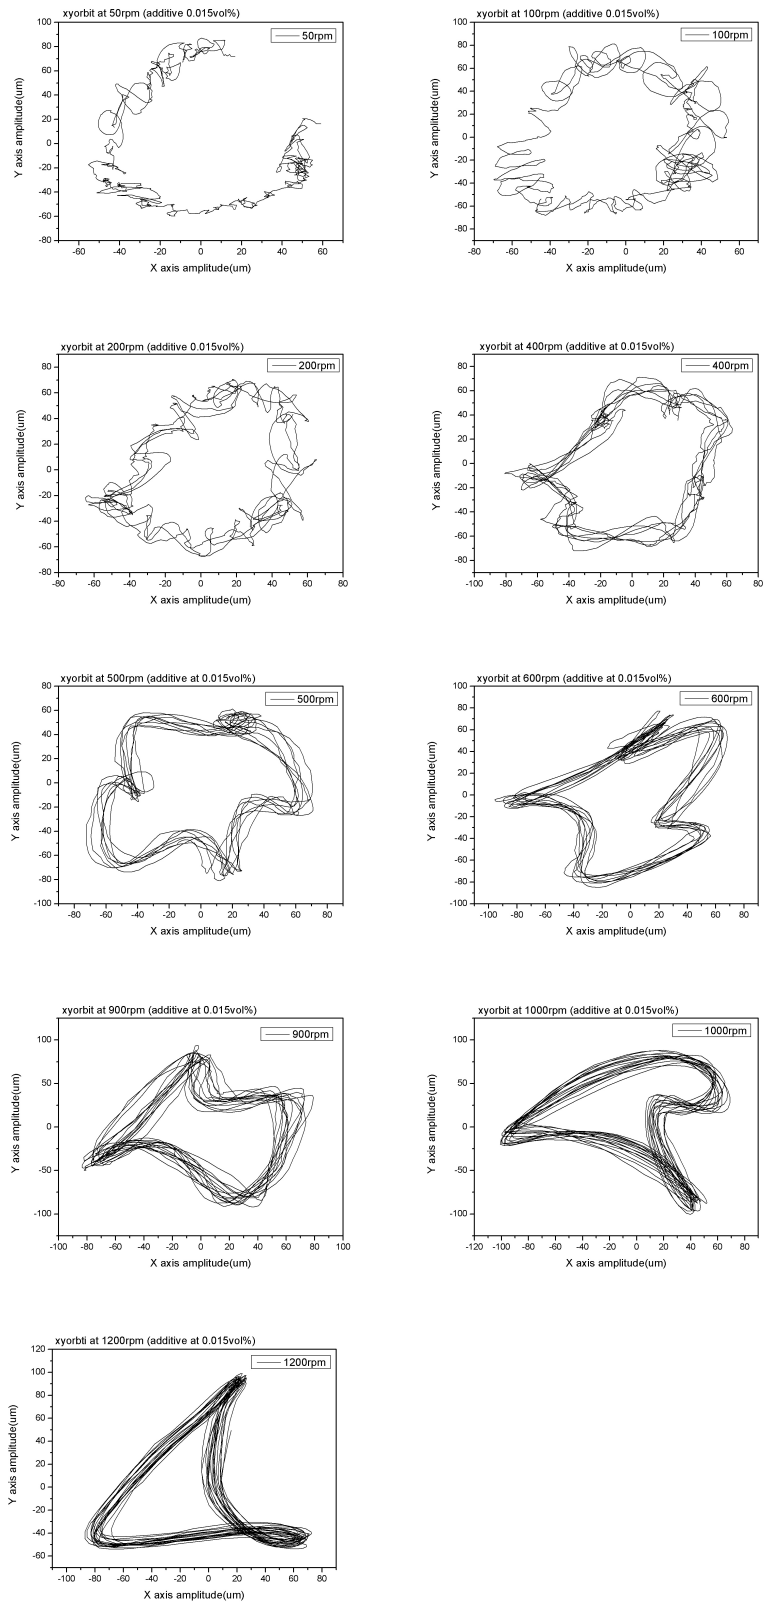 xyorbit at 50rpm (additive 0.015vol%)
50rpm
100
80
60
40
20
0
-20
-40
-60
-80
-60 -40 -20 0 20 40 60
Y axis amplitude(um)
X axis amplitude(um)
xyorbit at 100rpm (additive 0.015vol%)
100rpm
100
80
60
40
20
0
-20
-40
-60
-80
-80 -60 -40 -20 0 20 40 60
Y axis amplitude(um)
X axis amplitude(um)
xyorbit at 200rpm (additive 0.015vol%)
200rpm
80
60
40
20
0
-20
-40
-60
-80
-80 -60 -40 -20 0 20 40 60 80
Y axis amplitude(um)
X axis amplitude(um)
xyorbit at 400rpm (additive at 0.015vol%)
400rpm
80
60
40
20
0
-20
-40
-60
-80
-100 -80 -60 -40 -20 0 20 40 60 80
Y axis amplitude(um)
X axis amplitude(um)
xyorbit at 500rpm (additive at 0.015vol%)
500rpm
80
60
40
20
0
-20
-40
-60
-80
-100
-80 -60 -40 -20 0 20 40 60 80
Y axis amplitude(um)
X axis amplitude(um)
xyorbit at 600rpm (additive at 0.015vol%)
600rpm
100
80
60
40
20
0
-20
-40
-60
-80
-100
-100 -80 -60 -40 -20 0 20 40 60 80
Y axis amplitude(um)
X axis amplitude(um)
xyorbit at 900rpm (additive at 0.015vol%)
900rpm
100
50
0
-50
-100
-100 -80 -60 -40 -20 0 20 40 60 80 100
Y axis amplitude(um)
X axis amplitude(um)
xyorbit at 1000rpm (additive at 0.015vol%)
1000rpm
100
50
0
-50
-100
-120 -100 -80 -60 -40 -20 0 20 40 60 80
Y axis amplitude(um)
X axis amplitude(um)
xyorbti at 1200rpm (additive at 0.015vol%)
1200rpm
120
100
80
60
40
20
0
-20
-40
-60
-100 -80 -60 -40 -20 0 20 40 60 80
Y axis amplitude(um)
X axis amplitude(um)